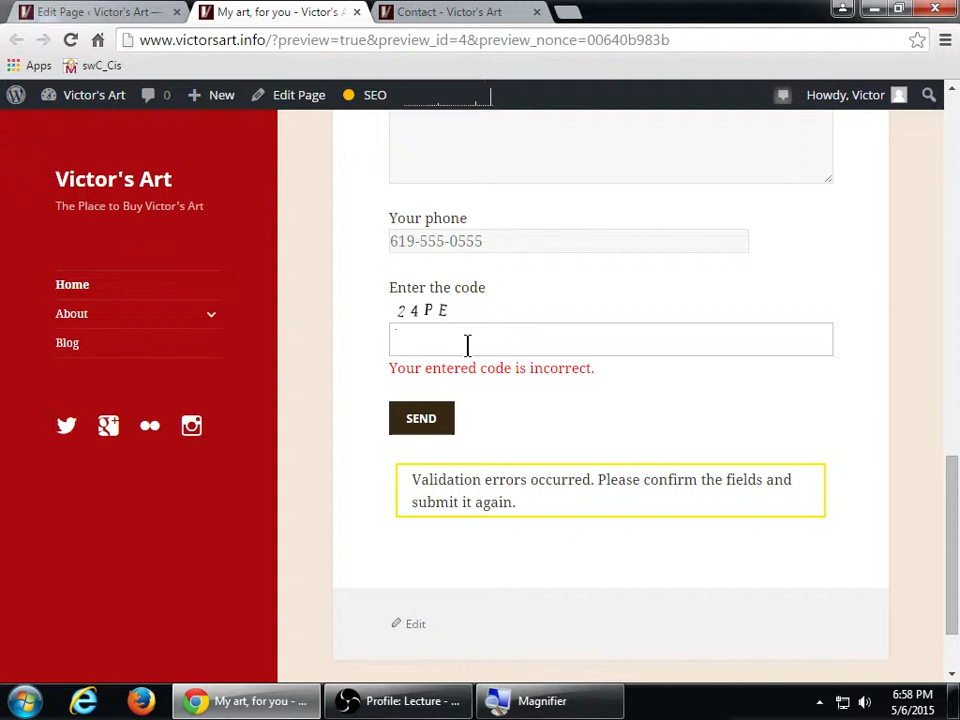 Edit Page ‹ Victor's Art —
My art, for you - Victor's A
Contact - Victor's Art
www.victorsart.info/?preview=true&preview_id=4&preview_nonce=00640b983b
Apps
swC_Cis
Victor's Art
0
New
Edit Page
SEO
Howdy, Victor
Victor's Art
The Place to Buy Victor's Art
Home
About
Blog
Your phone
619-555-0555
Enter the code
24PE
Your entered code is incorrect.
SEND
Validation errors occurred. Please confirm the fields and
submit it again.
Edit
My art, for you - ...
Profile: Lecture - ...
Magnifier
6:58 PM
5/6/2015